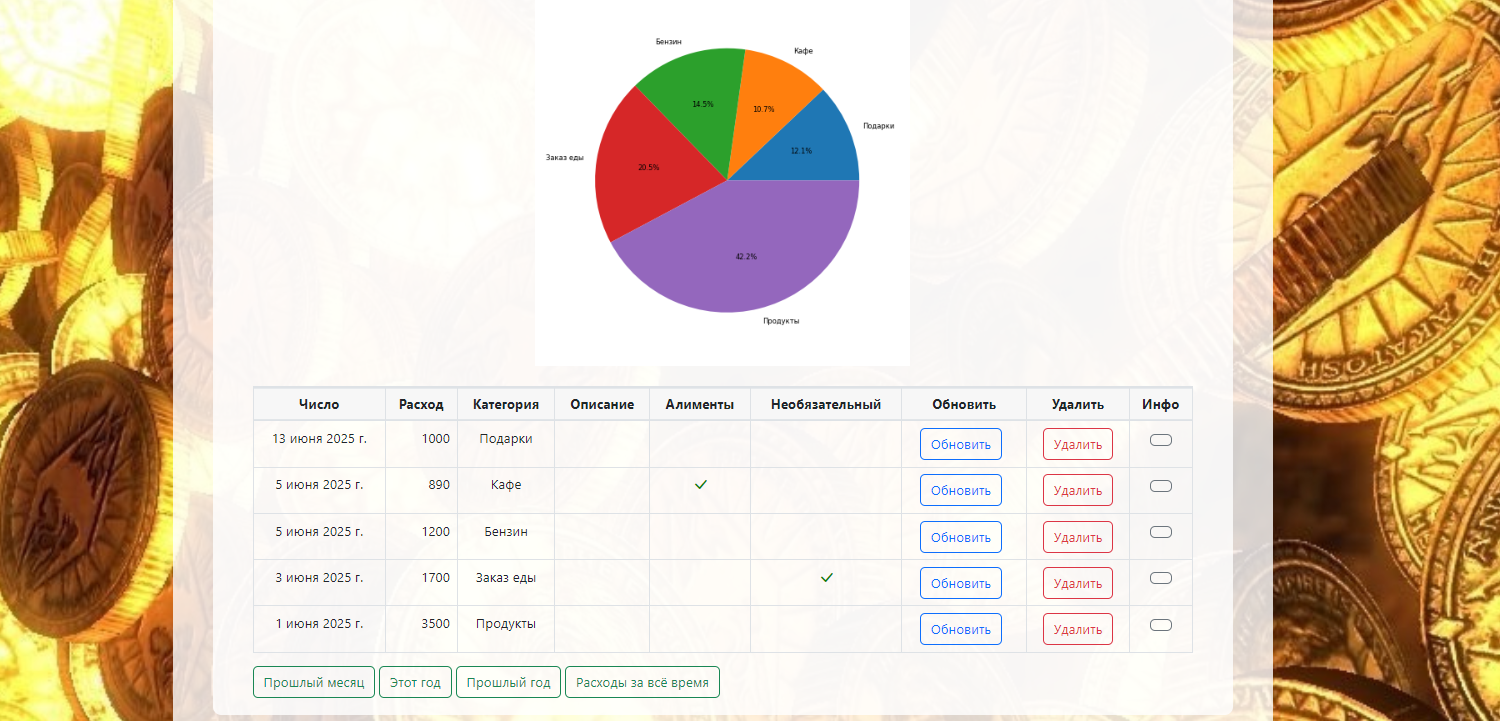 Бензин
Кафе
14.5%
10.7%
Подарки
12.1%
Заказ еды
20.5%
42.2%
Продукты
AKATOSH
EMPIRE
Число Расход Категория Описание Алименты Необязательный Обновить Удалить Инфо
13 июня 2025 г. 1000 Подарки Обновить Удалить
5 июня 2025 г. 890 Кафе Обновить Удалить
5 июня 2025 г. 1200 Бензин Обновить Удалить
3 июня 2025 г. 1700 Заказ еды Обновить Удалить
1 июня 2025 г. 3500 Продукты Обновить Удалить
Прошлый месяц Этот год Прошлый год Расходы за всё время